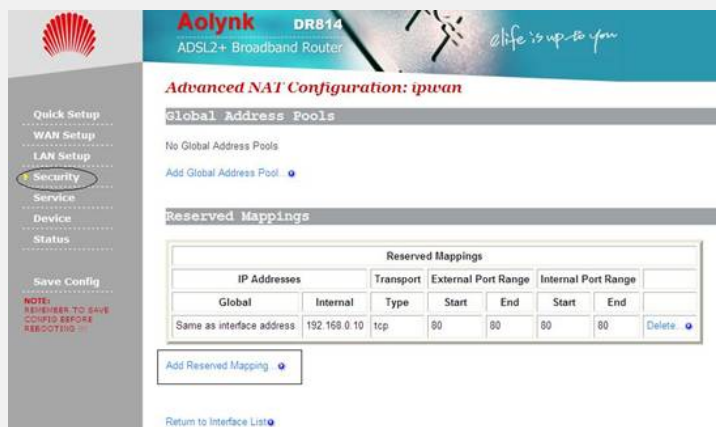 Aolynk DR814
ADSL2+ Broadband Router
elife is up to you
Advanced NAT Configuration: ipwan
Quick Setup
WAN Setup
LAN Setup
Security
Service
Device
Status
Save Config
NOTE:
REMEMBER TO SAVE
CONFIG BEFORE
REBOOTING !!!
Global Address Pools
No Global Address Pools
Add Global Address Pool...
Reserved Mappings
Reserved Mappings
IP Addresses Transport External Port Range Internal Port Range
Global Internal Type Start End Start End
Same as interface address 192.168.0.10 tcp 80 80 80 80 Delete...
Add Reserved Mapping...
Return to Interface List